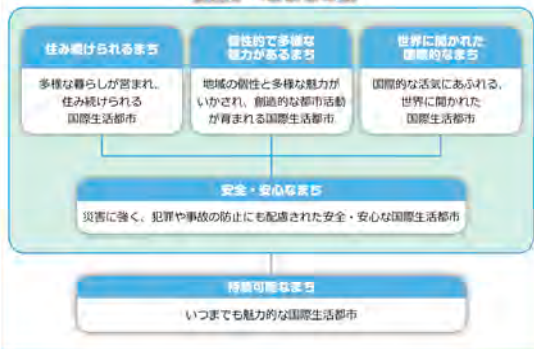 住み続けられるまち
多様な暮らしが営まれ、
住み続けられる
国際生活都市
個性的で多様な
魅力があるまち
地域の個性と多様な魅力が
いかされ、創造的な都市活動
が育まれる国際生活都市
世界に開かれた
国際的なまち
国際的な活気にあふれる、
世界に開かれた
国際生活都市
安全・安心なまち
災害に強く、犯罪や事故の防止にも配慮された安全・安心な国際生活都市
持続可能なまち
いつまでも魅力的な国際生活都市